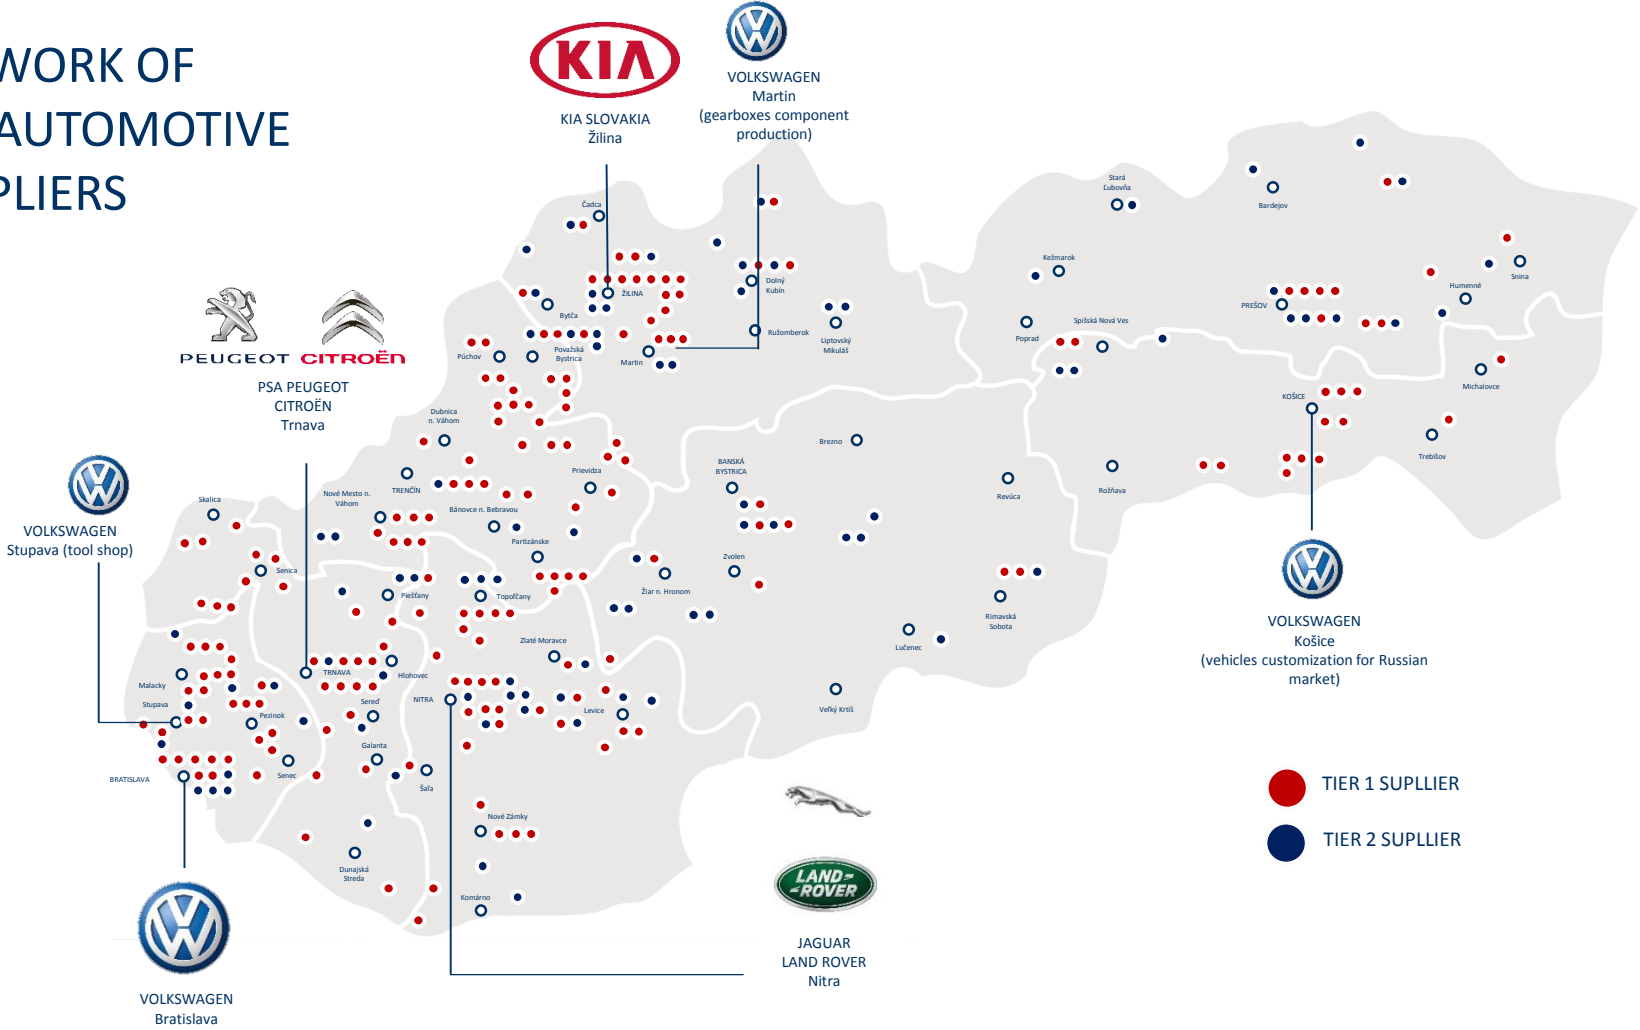 WORK OF
AUTOMOTIVE
PLIERS
KIA
KIA SLOVAKIA
Žilina
VOLKSWAGEN
Martin
(gearboxes component
production)
PEUGEOT CITROËN
PSA PEUGEOT
CITROËN
Trnava
VOLKSWAGEN
Stupava (tool shop)
Čadca
ŽILINA
Bytča
Považská
Bystrica
Púchov
Martin
Dolný
Kubín
Ružomberok
Liptovský
Mikuláš
Stará
Ľubovňa
Bardejov
Kežmarok
Poprad
Spišská Nová Ves
PREŠOV
Humenné
Snina
Michalovce
Trebišov
KOŠICE
Rožňava
Revúca
Brezno
BANSKÁ
BYSTRICA
Zvolen
Žiar n. Hronom
Rimavská
Sobota
Lučenec
Veľký Krtíš
Dubnica
n. Váhom
TRENČÍN
Nové Mesto n.
Váhom
Bánovce n. Bebravou
Prievidza
Partizánske
Topoľčany
Piešťany
Skalica
Senica
Malacky
Stupava
Pezinok
BRATISLAVA
Senec
TRNAVA
Hlohovec
Sereď
Galanta
Šaľa
NITRA
Zlaté Moravce
Levice
Nové Zámky
Komárno
Dunajská
Streda
VOLKSWAGEN
Košice
(vehicles customization for Russian
market)
TIER 1 SUPLLIER
TIER 2 SUPLLIER
LAND-
-ROVER
JAGUAR
LAND ROVER
Nitra
VOLKSWAGEN
Bratislava